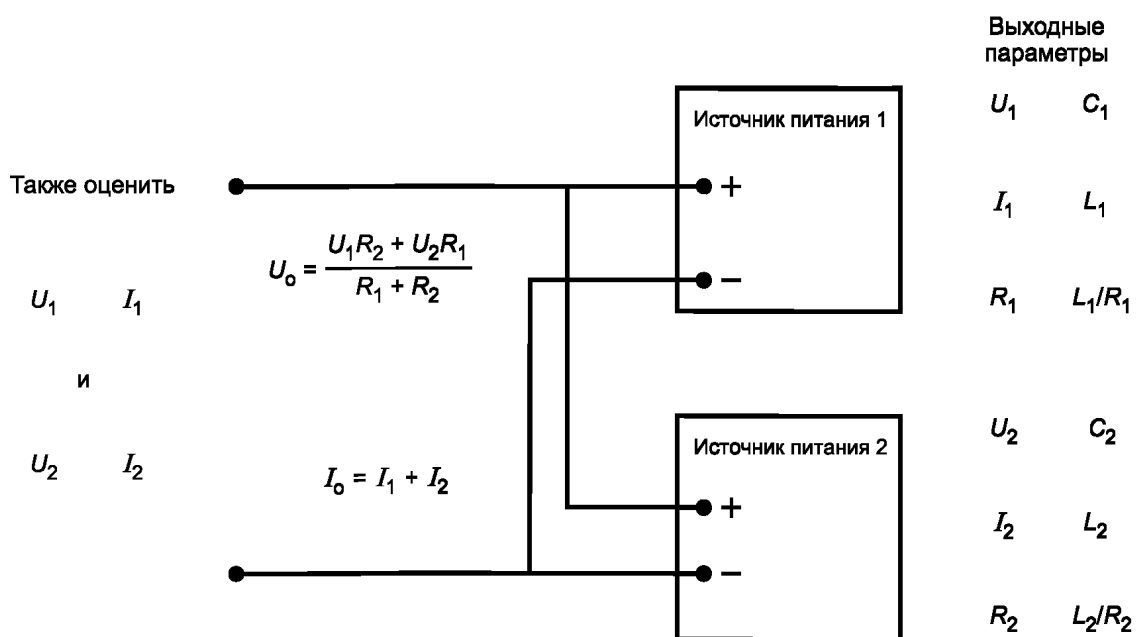 Выходные
параметры
Источник питания 1
U₁ C₁
Также оценить
+
I₁ L₁
Uₒ = (U₁R₂ + U₂R₁) / (R₁ + R₂)
−
U₁ I₁
R₁ L₁/R₁
и
Источник питания 2
U₂ C₂
U₂ I₂
Iₒ = I₁ + I₂
+
I₂ L₂
−
R₂ L₂/R₂